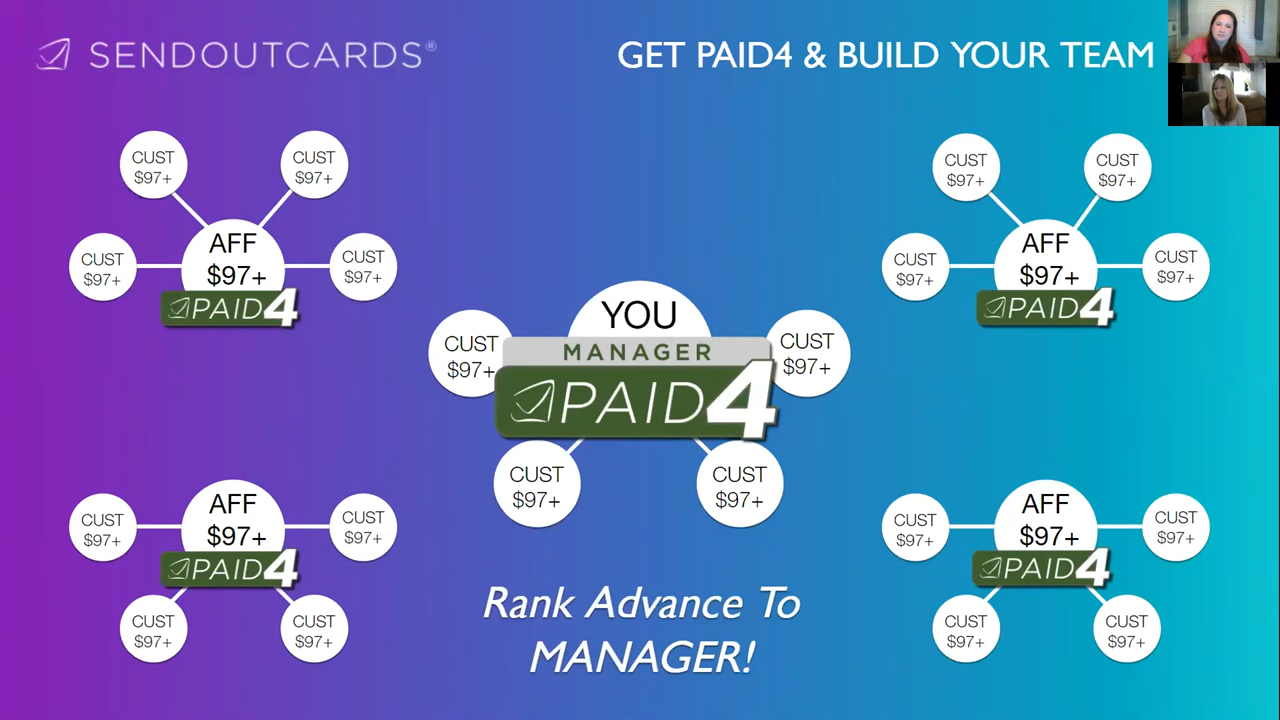 SENDOUTCARDS®
GET PAID4 & BUILD YOUR TEAM
CUST
$97+
CUST
$97+
CUST
$97+
AFF
$97+
CUST
$97+
PAID4
CUST
$97+
CUST
$97+
CUST
$97+
AFF
$97+
CUST
$97+
PAID4
YOU
MANAGER
PAID4
CUST
$97+
CUST
$97+
CUST
$97+
CUST
$97+
CUST
$97+
AFF
$97+
CUST
$97+
PAID4
CUST
$97+
CUST
$97+
CUST
$97+
AFF
$97+
CUST
$97+
PAID4
CUST
$97+
CUST
$97+
Rank Advance To
MANAGER!